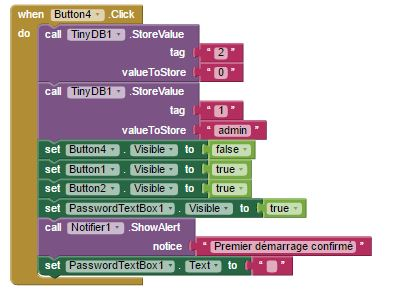 when Button4 .Click
do call TinyDB1 .StoreValue
tag " 2 "
valueToStore " 0 "
call TinyDB1 .StoreValue
tag " 1 "
valueToStore " admin "
set Button4 . Visible to false
set Button1 . Visible to true
set Button2 . Visible to true
set PasswordTextBox1 . Visible to true
call Notifier1 .ShowAlert
notice " Premier démarrage confirmé "
set PasswordTextBox1 . Text to " "